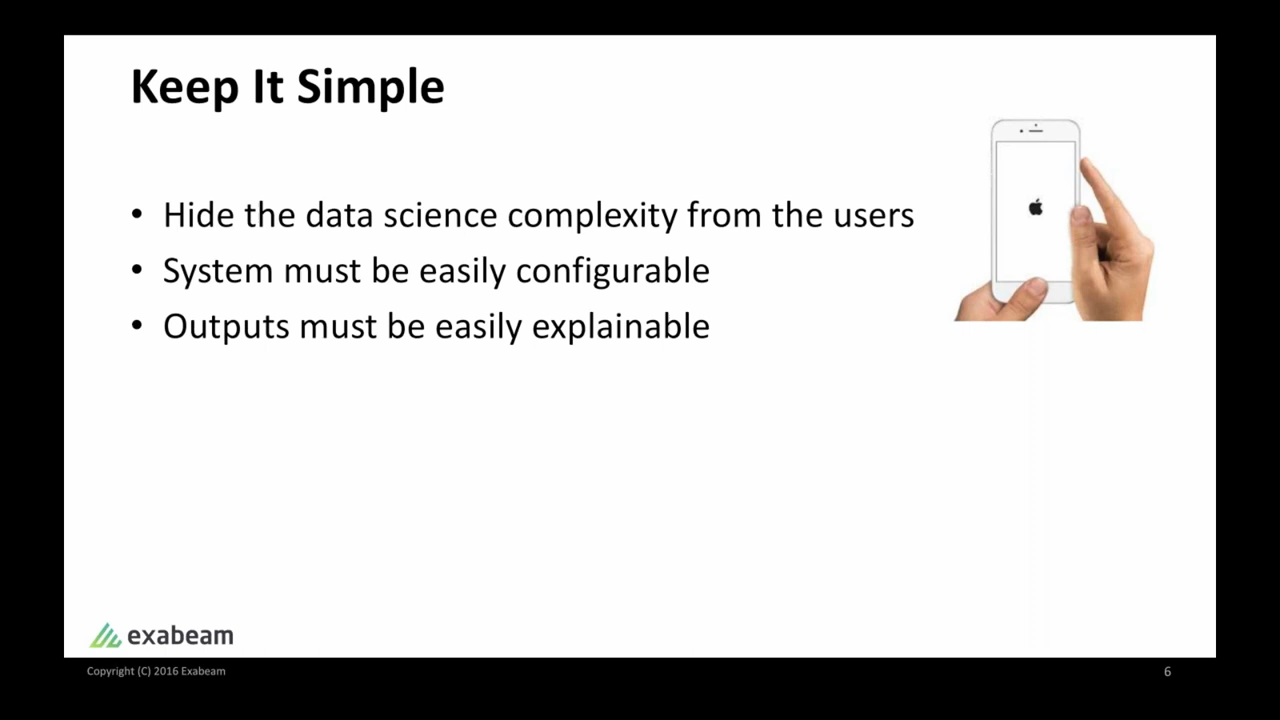 Keep It Simple
• Hide the data science complexity from the users
• System must be easily configurable
• Outputs must be easily explainable
exabeam
Copyright (C) 2016 Exabeam
6